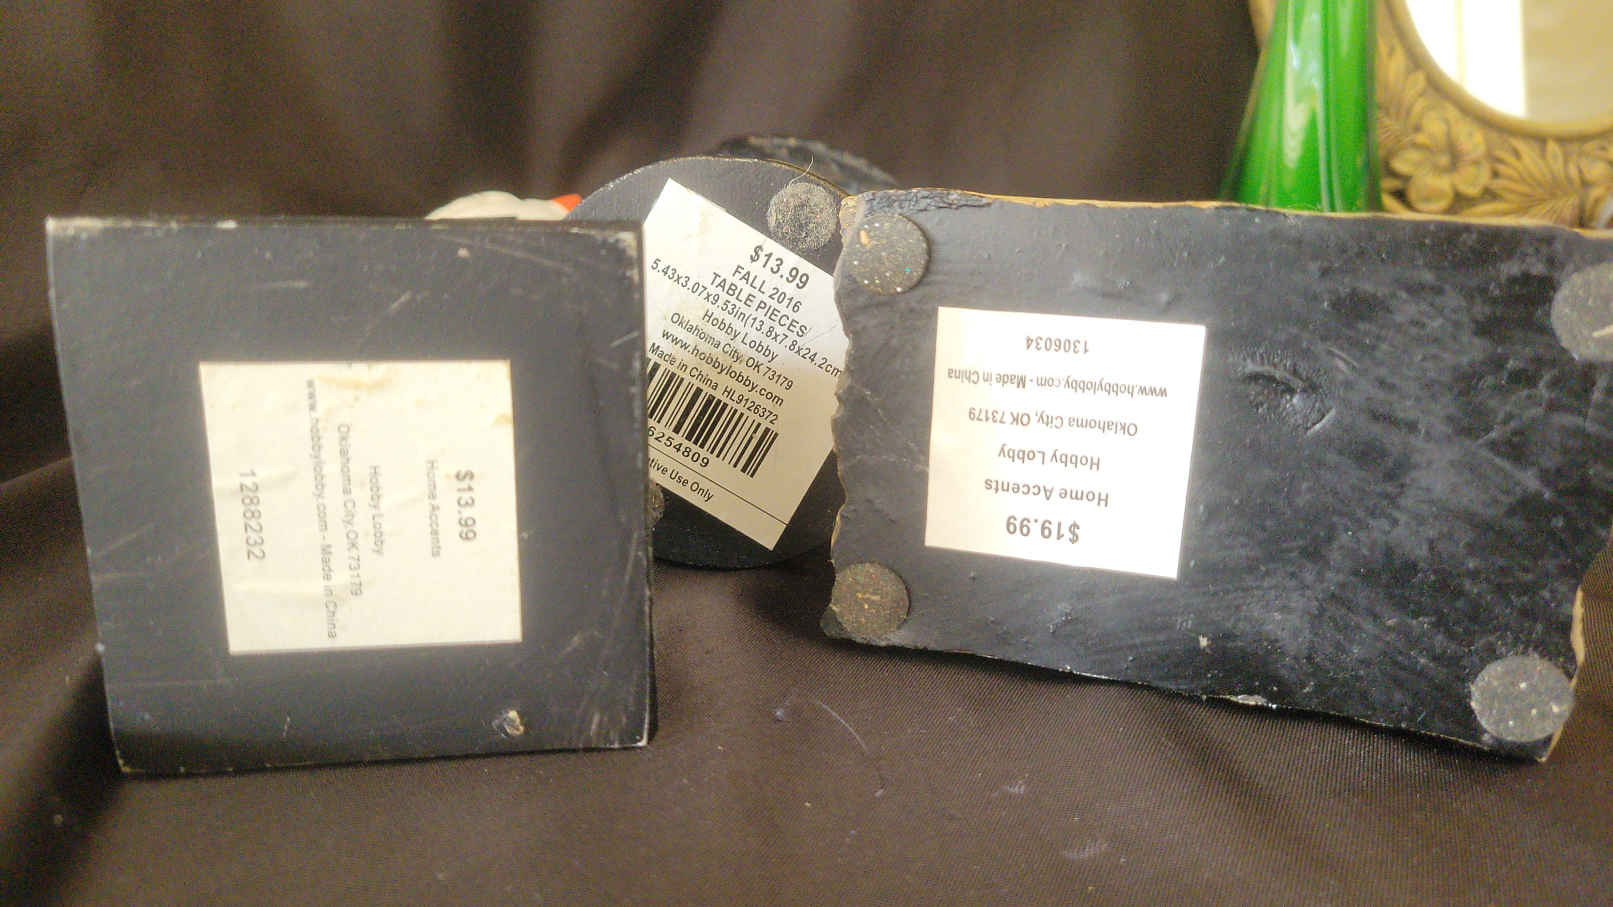 $13.99
Home Accents
Hobby Lobby
Oklahoma City, OK 73179
www.hobbylobby.com - Made in China
1288232
$13.99
FALL 2016
TABLE PIECES/
5.43x3.07x9.53in(13.8x7.8x24.2cm
Hobby Lobby
Oklahoma City, OK 73179
www.hobbylobby.com
Made in China HL9126372
6254809
Use Only
$19.99
Home Accents
Hobby Lobby
Oklahoma City, OK 73179
www.hobbylobby.com - Made in China
1306034